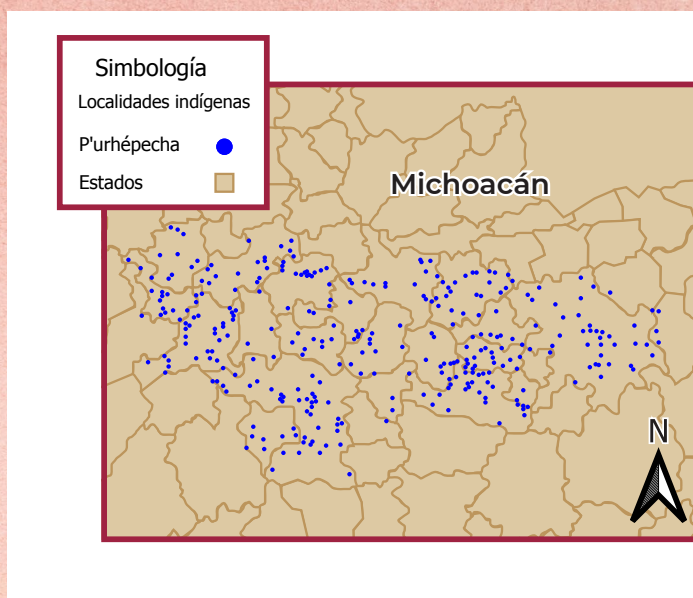 Simbología
Localidades indígenas
P'urhépecha
Estados
Michoacán
N